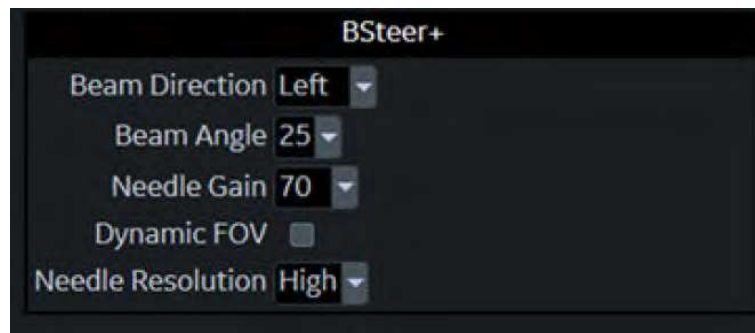 BSteer+
Beam Direction Left
Beam Angle 25
Needle Gain 70
Dynamic FOV
Needle Resolution High